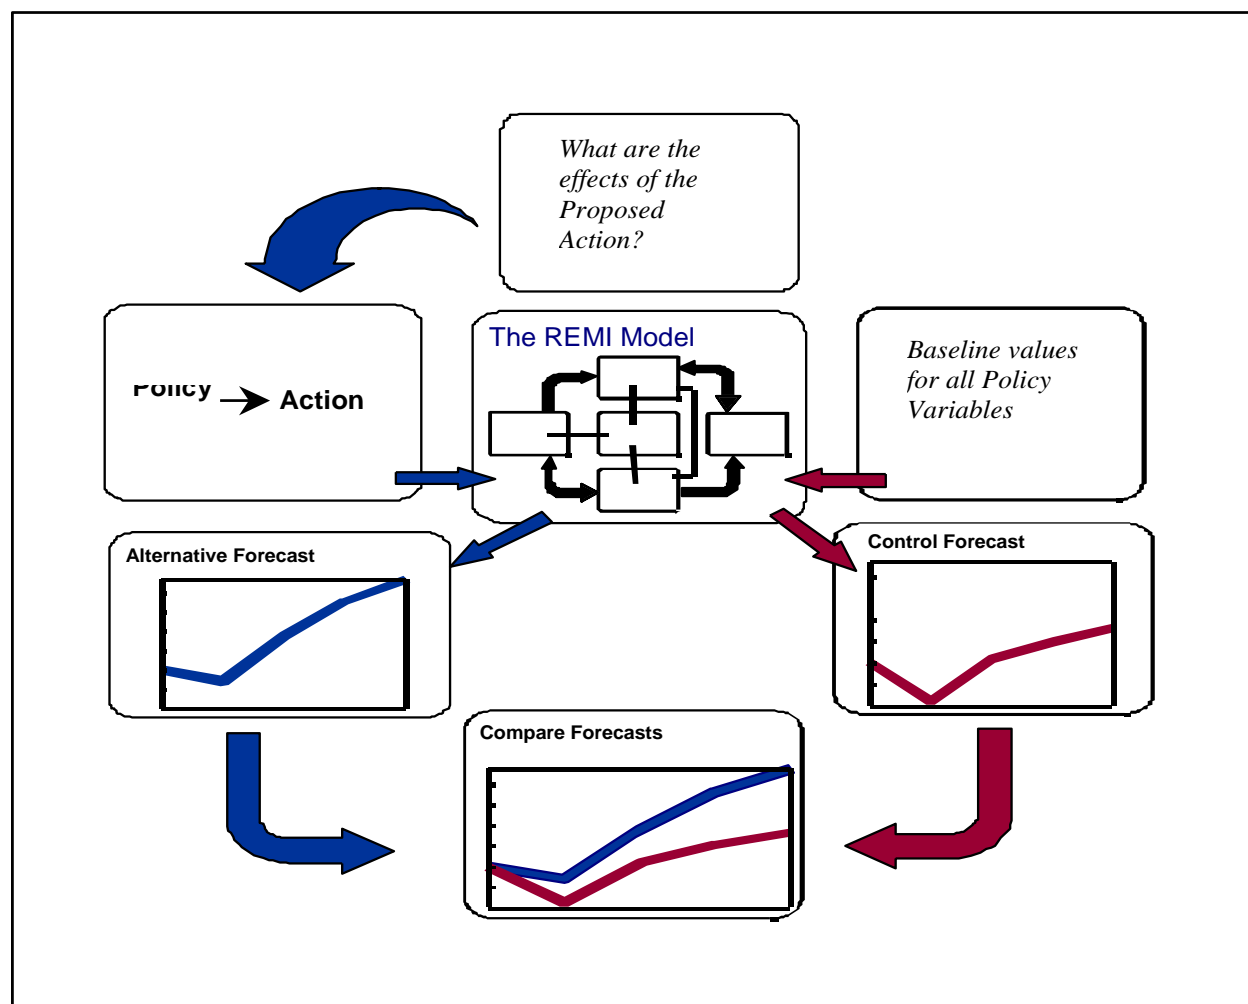 What are the
effects of the
Proposed
Action?
The REMI Model
Baseline values
for all Policy
Variables
Policy
Action
Alternative Forecast
Control Forecast
Compare Forecasts